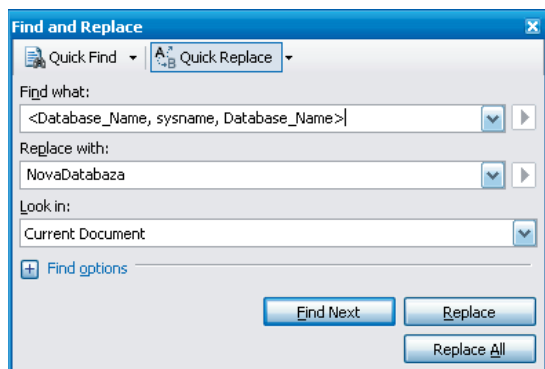 Find and Replace
Quick Find Quick Replace
Find what:
<Database_Name, sysname, Database_Name>
Replace with:
NovaDatabaza
Look in:
Current Document
Find options
Find Next Replace
Replace All